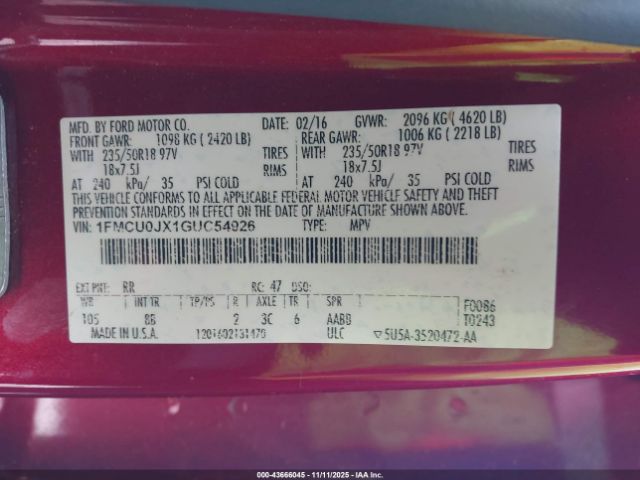 MFD. BY FORD MOTOR CO. DATE: 02/16 GVWR: 2096 KG ( 4620 LB)
FRONT GAWR: 1098 KG ( 2420 LB) REAR GAWR: 1006 KG ( 2218 LB)
WITH 235/50R18 97V TIRES WITH 235/50R18 97V TIRES
18x7.5J RIMS 18x7.5J RIMS
AT 240 kPa/ 35 PSI COLD AT 240 kPa/ 35 PSI COLD
THIS VEHICLE CONFORMS TO ALL APPLICABLE FEDERAL MOTOR VEHICLE SAFETY AND THEFT
PREVENTION STANDARDS IN EFFECT ON THE DATE OF MANUFACTURE SHOWN ABOVE.
VIN: 1FMCU0JX1GUC54926 TYPE: MPV
EXT PNT: RR RC: 47 DSO:
WB INT TR TP/PS R AXLE TR SPR F0086
105 8B 2 3C 6 AABB T0243
MADE IN U.S.A. ULC 5U5A-3520472-AA
000-43666045 - 11/11/2025 - IAA Inc.